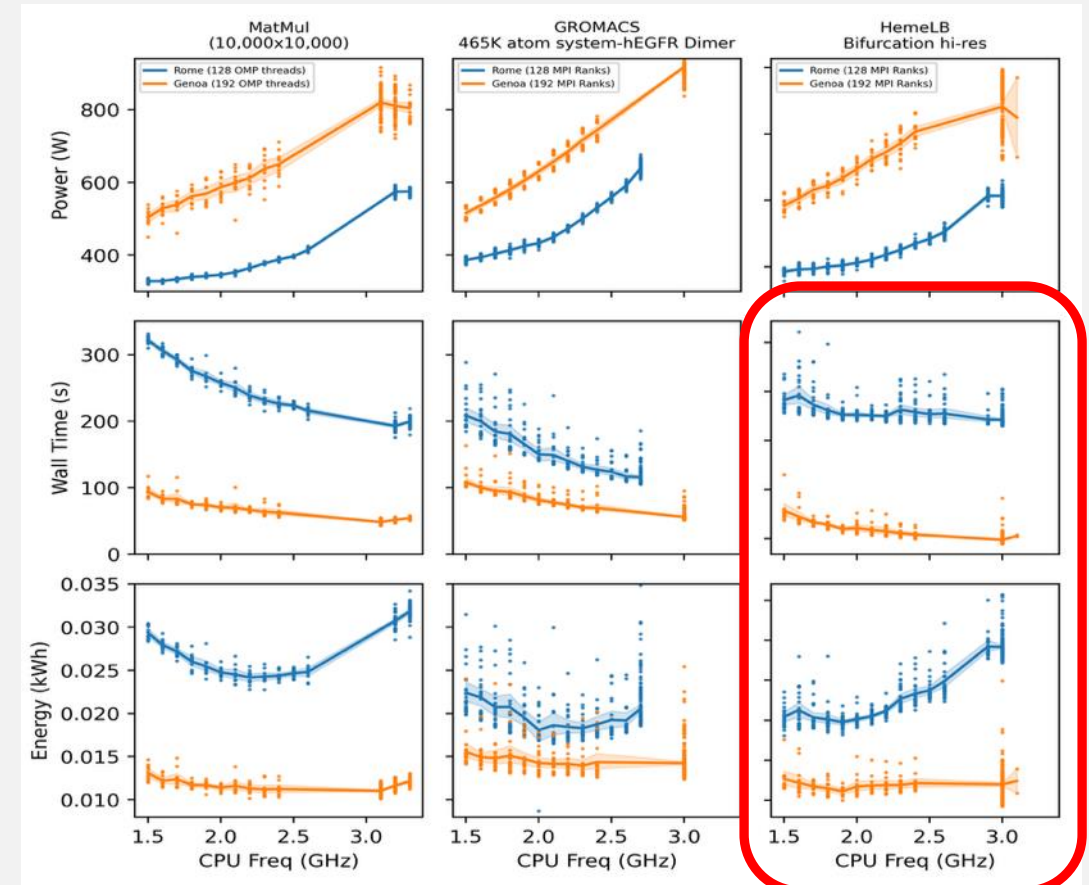 MatMul
(10,000x10,000)
GROMACS
465K atom system-hEGFR Dimer
HemeLB
Bifurcation hi-res
Rome (128 OMP threads)
Genoa (192 OMP threads)
Rome (128 MPI Ranks)
Genoa (192 MPI Ranks)
Rome (128 MPI Ranks)
Genoa (192 MPI Ranks)
Power (W)
800
600
400
Wall Time (s)
300
200
100
0
Energy (kWh)
0.035
0.030
0.025
0.020
0.015
0.010
1.5 2.0 2.5 3.0
CPU Freq (GHz)
1.5 2.0 2.5 3.0
CPU Freq (GHz)
1.5 2.0 2.5 3.0
CPU Freq (GHz)